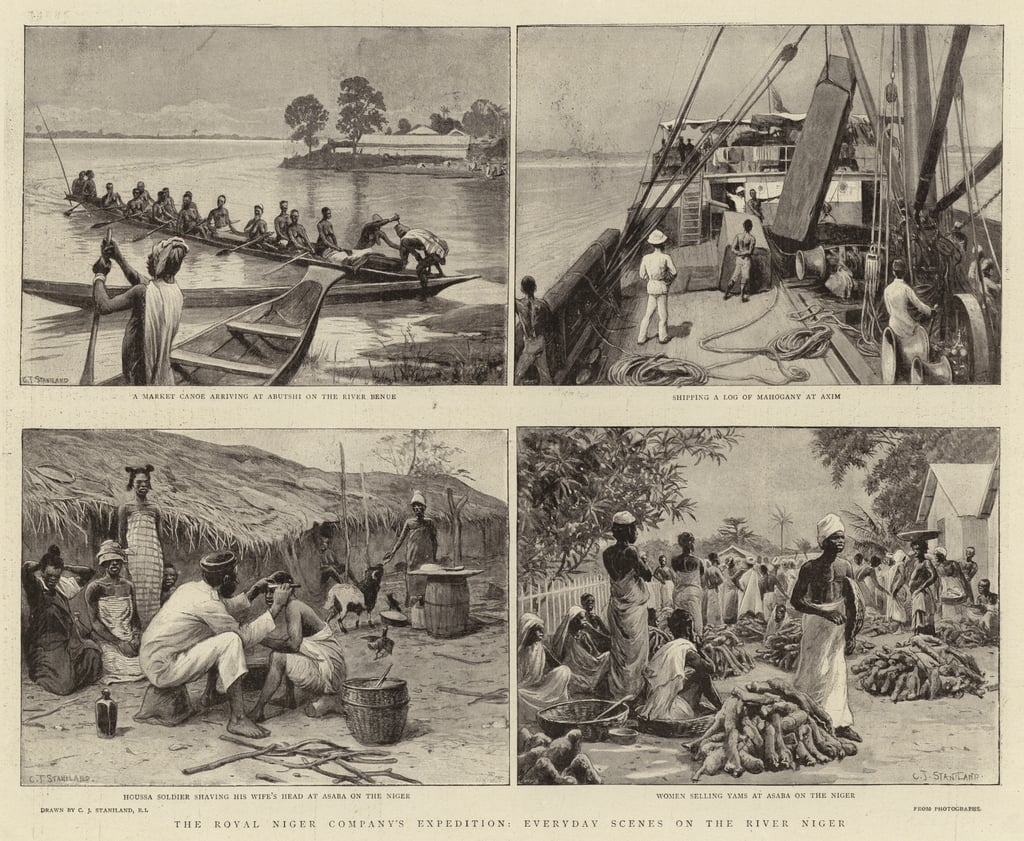 C.J. STANILAND
A MARKET CANOE ARRIVING AT ABUTSHI ON THE RIVER BENUE
SHIPPING A LOG OF MAHOGANY AT AXIM
C.J. STANILAND.
C.J. STANILAND.
HOUSSA SOLDIER SHAVING HIS WIFE'S HEAD AT ASABA ON THE NIGER
WOMEN SELLING YAMS AT ASABA ON THE NIGER
DRAWN BY C. J. STANILAND, R.I.
FROM PHOTOGRAPHS.
THE ROYAL NIGER COMPANY'S EXPEDITION: EVERYDAY SCENES ON THE RIVER NIGER